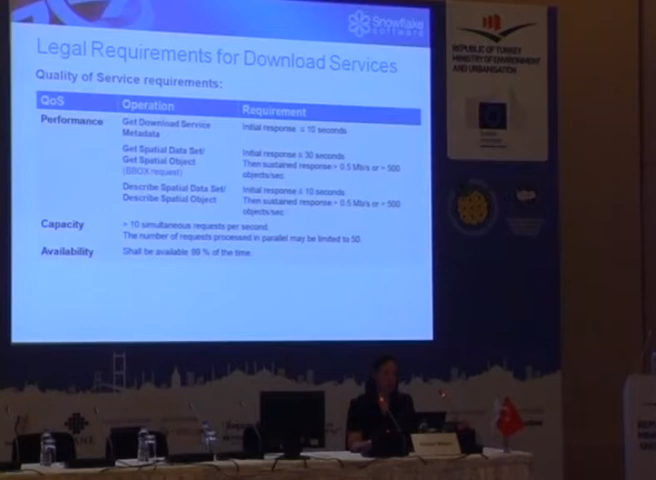 Snowflake
software
Legal Requirements for Download Services
Quality of Service requirements:
QoS Operation Requirement
Performance Get Download Service Metadata Initial response ≤ 10 seconds
Get Spatial Data Set/
Get Spatial Object
(BBOX request)
Initial response ≤ 30 seconds
Then sustained response > 0.5 Mb/s or > 500
objects/sec
Describe Spatial Data Set/
Describe Spatial Object
Initial response ≤ 10 seconds
Then sustained response > 0.5 Mb/s or > 500
objects/sec
Capacity > 10 simultaneous requests per second.
The number of requests processed in parallel may be limited to 50.
Availability Shall be available 99 % of the time.
REPUBLIC OF TURKEY
MINISTRY OF ENVIRONMENT
AND URBANISATION